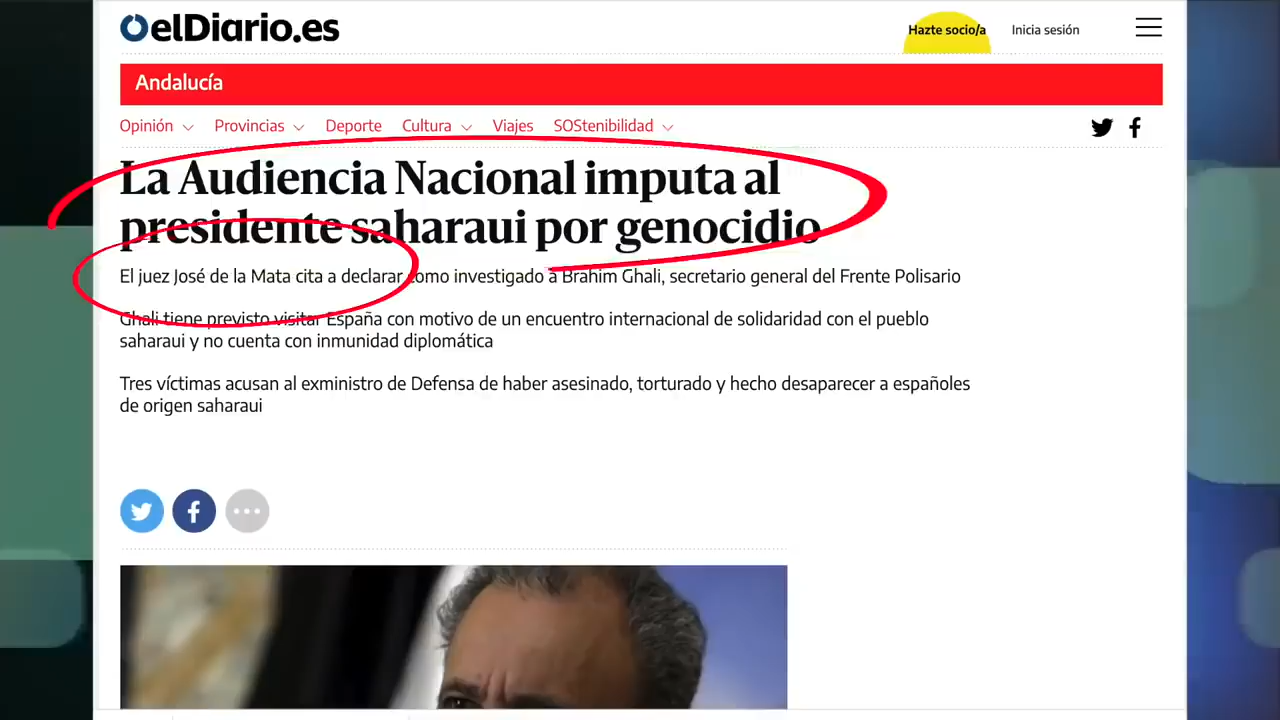 elDiario.es
Hazte socio/a
Inicia sesión
Andalucía
Opinión
Provincias
Deporte
Cultura
Viajes
SOStenibilidad
La Audiencia Nacional imputa al
presidente saharaui por genocidio
El juez José de la Mata cita a declarar como investigado a Brahim Ghali, secretario general del Frente Polisario
Ghali tiene previsto visitar España con motivo de un encuentro internacional de solidaridad con el pueblo
saharaui y no cuenta con inmunidad diplomática
Tres víctimas acusan al exministro de Defensa de haber asesinado, torturado y hecho desaparecer a españoles
de origen saharaui